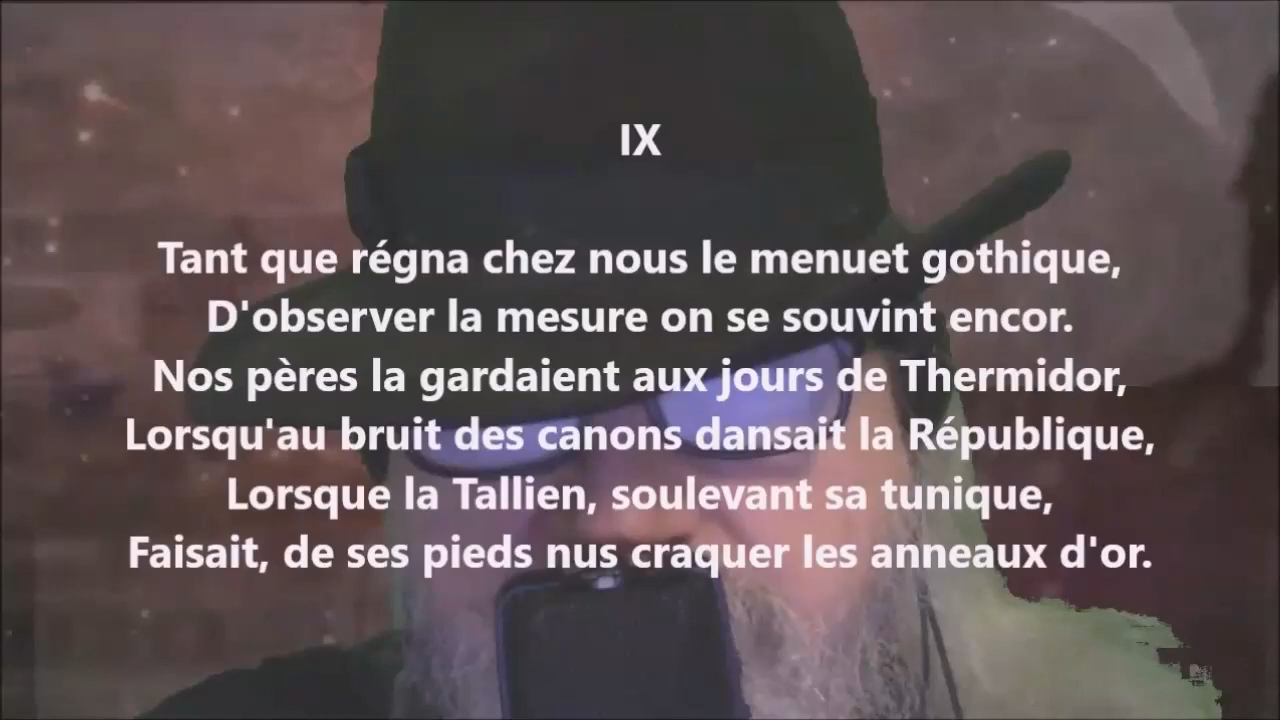 IX
Tant que régna chez nous le menuet gothique,
D'observer la mesure on se souvint encor.
Nos pères la gardaient aux jours de Thermidor,
Lorsqu'au bruit des canons dansait la République,
Lorsque la Tallien, soulevant sa tunique,
Faisait, de ses pieds nus craquer les anneaux d'or.